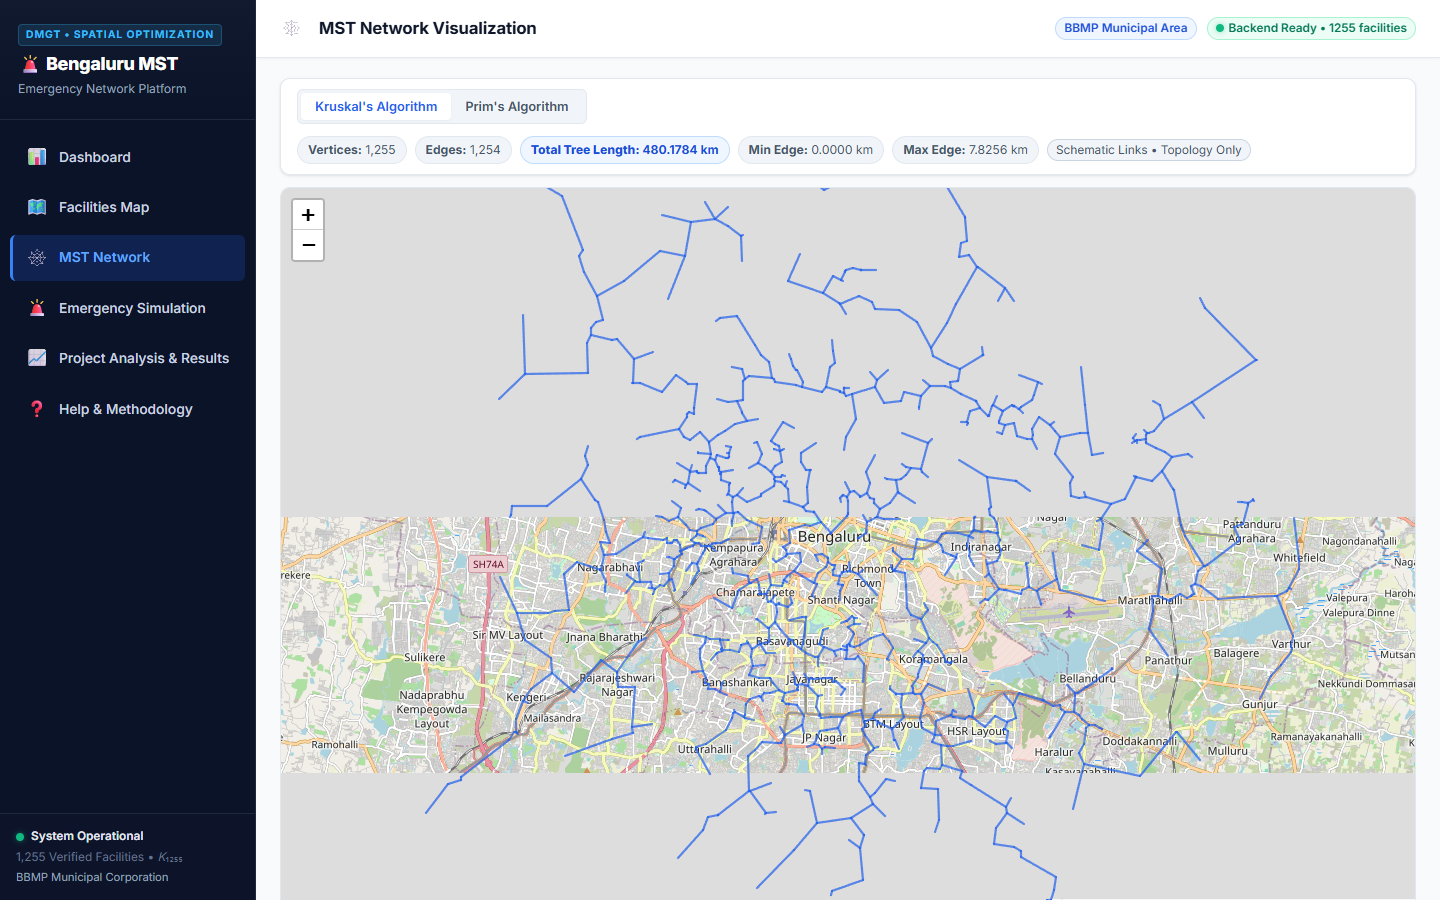 DMGT • SPATIAL OPTIMIZATION
Bengaluru MST
Emergency Network Platform
Dashboard
Facilities Map
MST Network
Emergency Simulation
Project Analysis & Results
Help & Methodology
System Operational
1,255 Verified Facilities • K₁₂₅₅
BBMP Municipal Corporation
MST Network Visualization
BBMP Municipal Area
Backend Ready • 1255 facilities
Kruskal's Algorithm
Prim's Algorithm
Vertices: 1,255
Edges: 1,254
Total Tree Length: 480.1784 km
Min Edge: 0.0000 km
Max Edge: 7.8256 km
Schematic Links • Topology Only
+
−
Nagar
Pattanduru
Agrahara
Bengaluru
Nagondanahalli
Kempapura
Agrahara
Indiranagar
Whitefield
SH74A
Nagarabhavi
Richmond
Town
rekere
Chamarajapete
Shanti Nagar
Marathahalli
Valepura
Valepura Dinne
Sir MV Layout
Jnana Bharathi
Basavanagudi
Varthur
Sulikere
Koramangala
Panathur
Balagere
Mutsan
Rajarajeshwari
Nagar
Banashankari
Jayanagar
Bellanduru
Nekkundi Dommasan
Nadaprabhu
Kempegowda
Layout
Kengeri
Gunjur
Mailasandra
BTM Layout
HSR Layout
JP Nagar
Ramohalli
Uttarahalli
Haralur
Doddakannalli
Mulluru
Ramanayakanahalli
Kasavanahalli